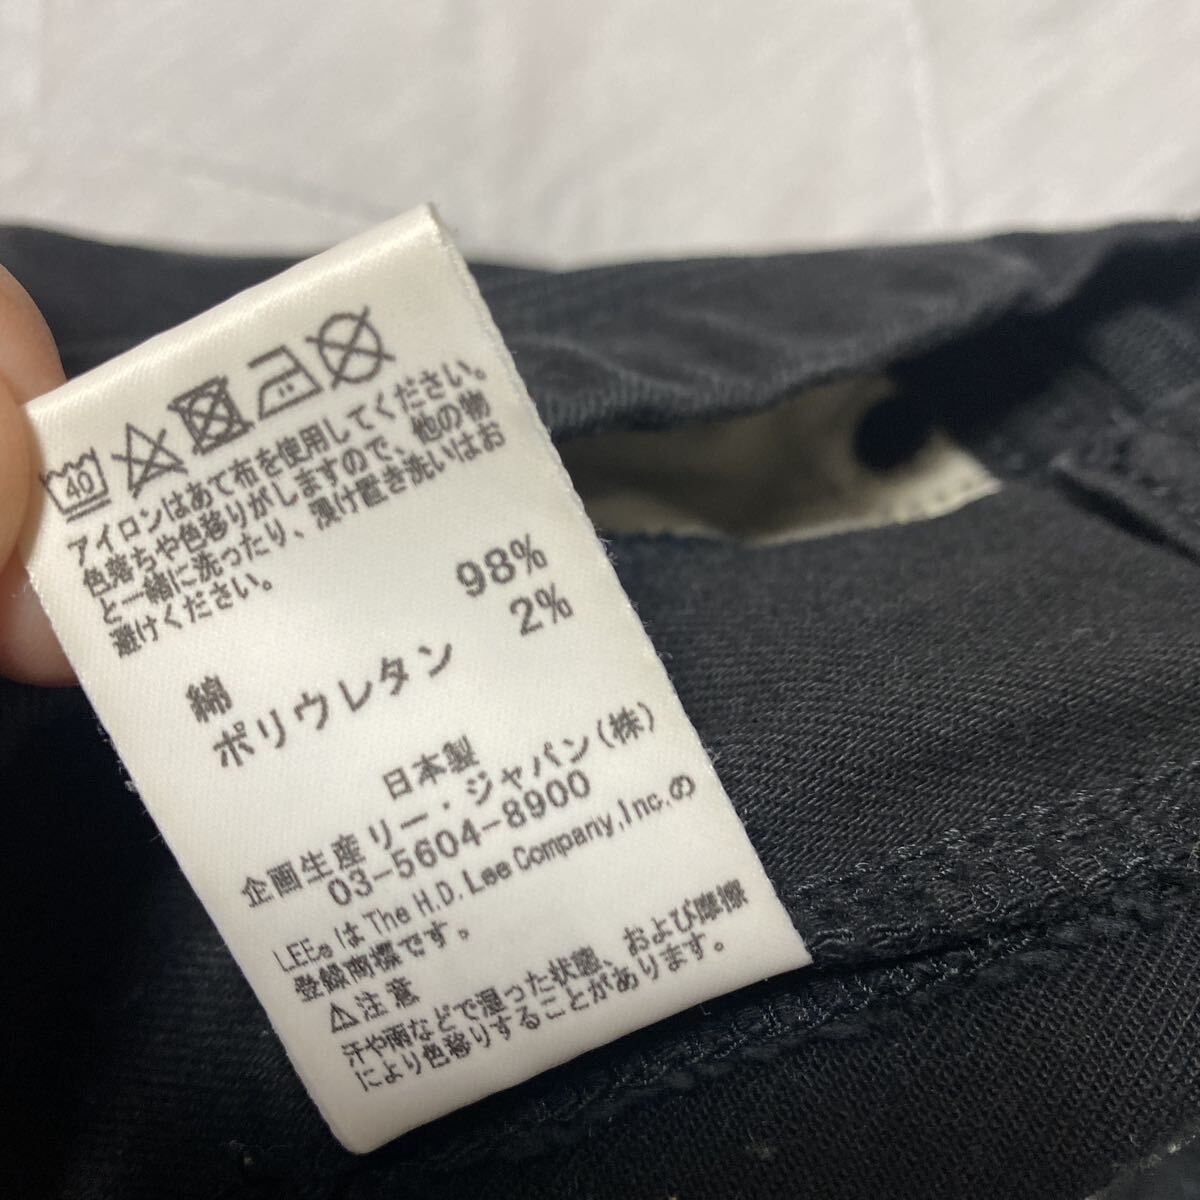 40
アイロンはあて布を使用してください。
色落ちや色移りがしますので、他の物
と一緒に洗ったり、漬け置き洗いはお
避けください。
綿 98%
ポリウレタン 2%
日本製
企画生産 リー・ジャパン(株)
03-5604-8900
LEE® は The H.D. Lee Company, Inc. の
登録商標です。
⚠注意
汗や雨などで湿った状態、および摩擦
により色移りすることがあります。